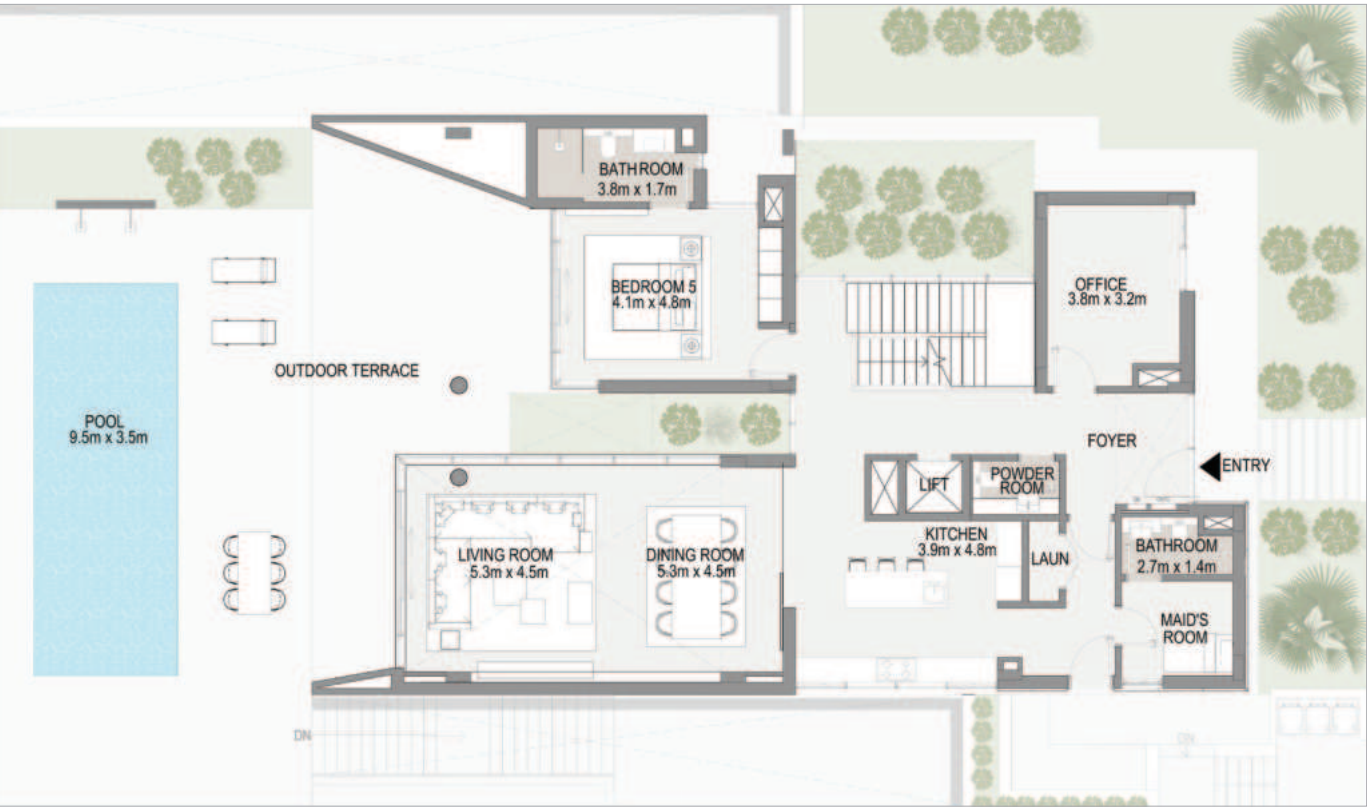 BATHROOM
3.8m x 1.7m
BEDROOM 5
4.1m x 4.8m
OFFICE
3.8m x 3.2m
OUTDOOR TERRACE
POOL
9.5m x 3.5m
FOYER
ENTRY
LIFT
POWDER
ROOM
KITCHEN
3.9m x 4.8m
LIVING ROOM
5.3m x 4.5m
DINING ROOM
5.3m x 4.5m
LAUN
BATHROOM
2.7m x 1.4m
MAID'S
ROOM
DN
DN